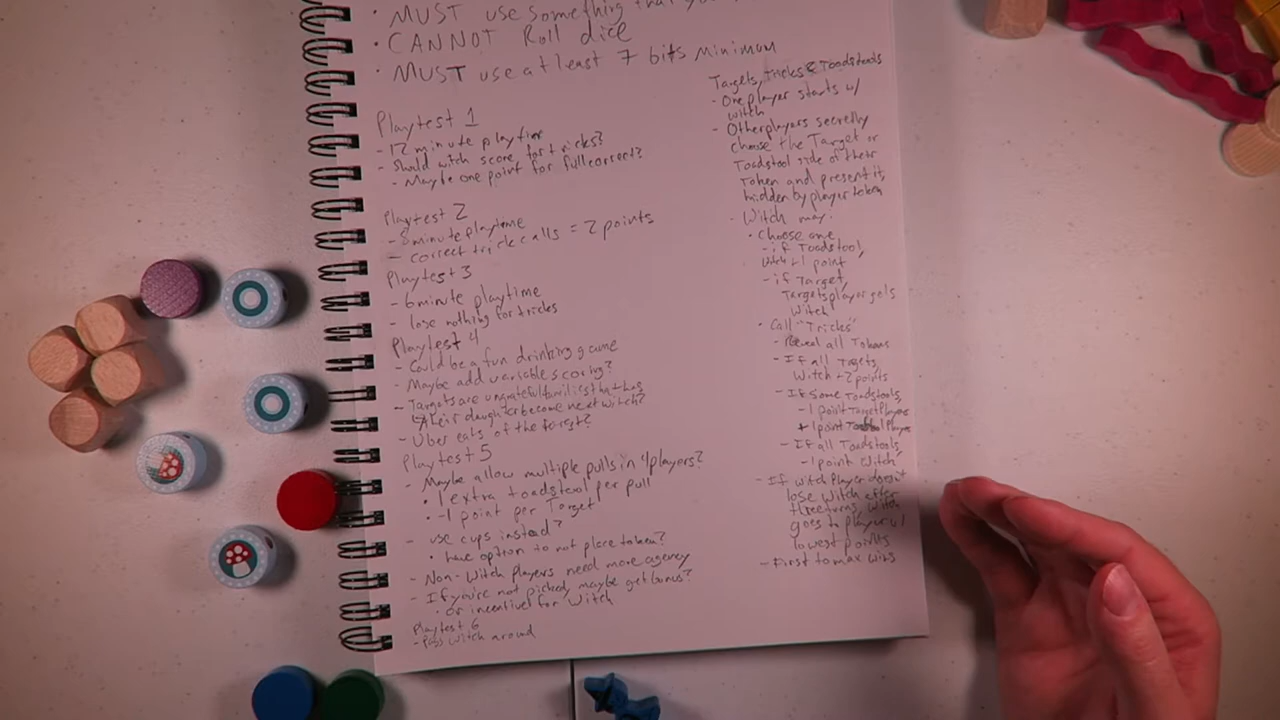 • MUST use something that you
• CANNOT Roll dice
• MUST use at least 7 bits minimum
Playtest 1
- 12 minute playtime
- Should witch score for tricks?
- Maybe one point for full correct?
Playtest 2
- 8 minute playtime
- correct trick calls = 2 points
Playtest 3
- 6 minute playtime
- lose nothing for tricks
Playtest 4
- Could be a fun drinking game
- Maybe add variable scoring?
- Targets are ungrateful families that has
their daughter become next witch?
- Uber eats of the forest?
Playtest 5
- Maybe allow multiple pulls in 4 players?
• 1 extra toadstool per pull
• -1 point per Target
- use cups instead?
• have option to not place token?
- Non-Witch Players need more agency
- If you're not picked, maybe get bonus?
• or incentive for Witch
Playtest 6
- Pass witch around
Targets, Tricks & Toadstools
- One player starts w/
witch
- Other players secretly
choose the Target or
Toadstool side of their
Token and present it,
hidden by player token
- Witch may:
• Choose one
- if Toadstool,
witch +1 point
- if Target,
Targets player gets
Witch
• Call "Tricks"
- Reveal all Tokens
- If all Targets,
Witch +2 points
- If some Toadstools,
-1 point Target Players
+1 point Players
- If all Toadstools
-1 point Witch
- If witch Player doesn't
lose Witch after
three turns, Witch
goes to player w/
lowest points
- First to max wins